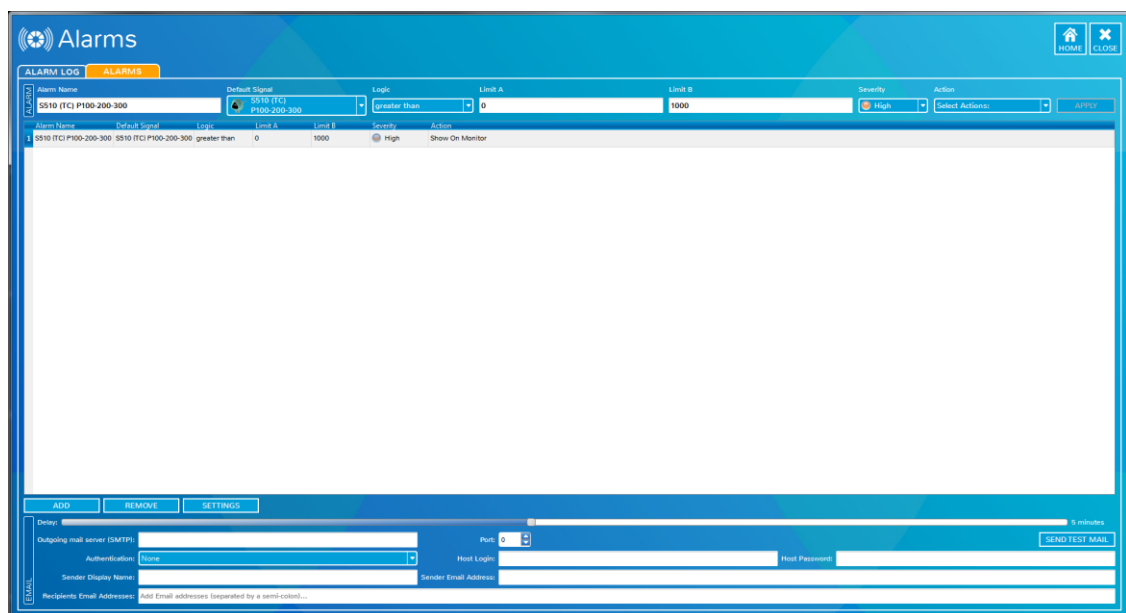 Alarms
HOME CLOSE
ALARM LOG ALARMS
ALARM
Alarm Name Default Signal Logic Limit A Limit B Severity Action
S510 (TC) P100-200-300 S510 (TC) P100-200-300 greater than 0 1000 High Select Actions: APPLY
Alarm Name Default Signal Logic Limit A Limit B Severity Action
1 S510 (TC) P100-200-300 S510 (TC) P100-200-300 greater than 0 1000 High Show On Monitor
ADD REMOVE SETTINGS
EMAIL
Delay: 5 minutes
Outgoing mail server (SMTP): Port: 0 SEND TEST MAIL
Authentication: None Host Login: Host Password:
Sender Display Name: Sender Email Address:
Recipients Email Addresses: Add Email addresses (separated by a semi-colon)...